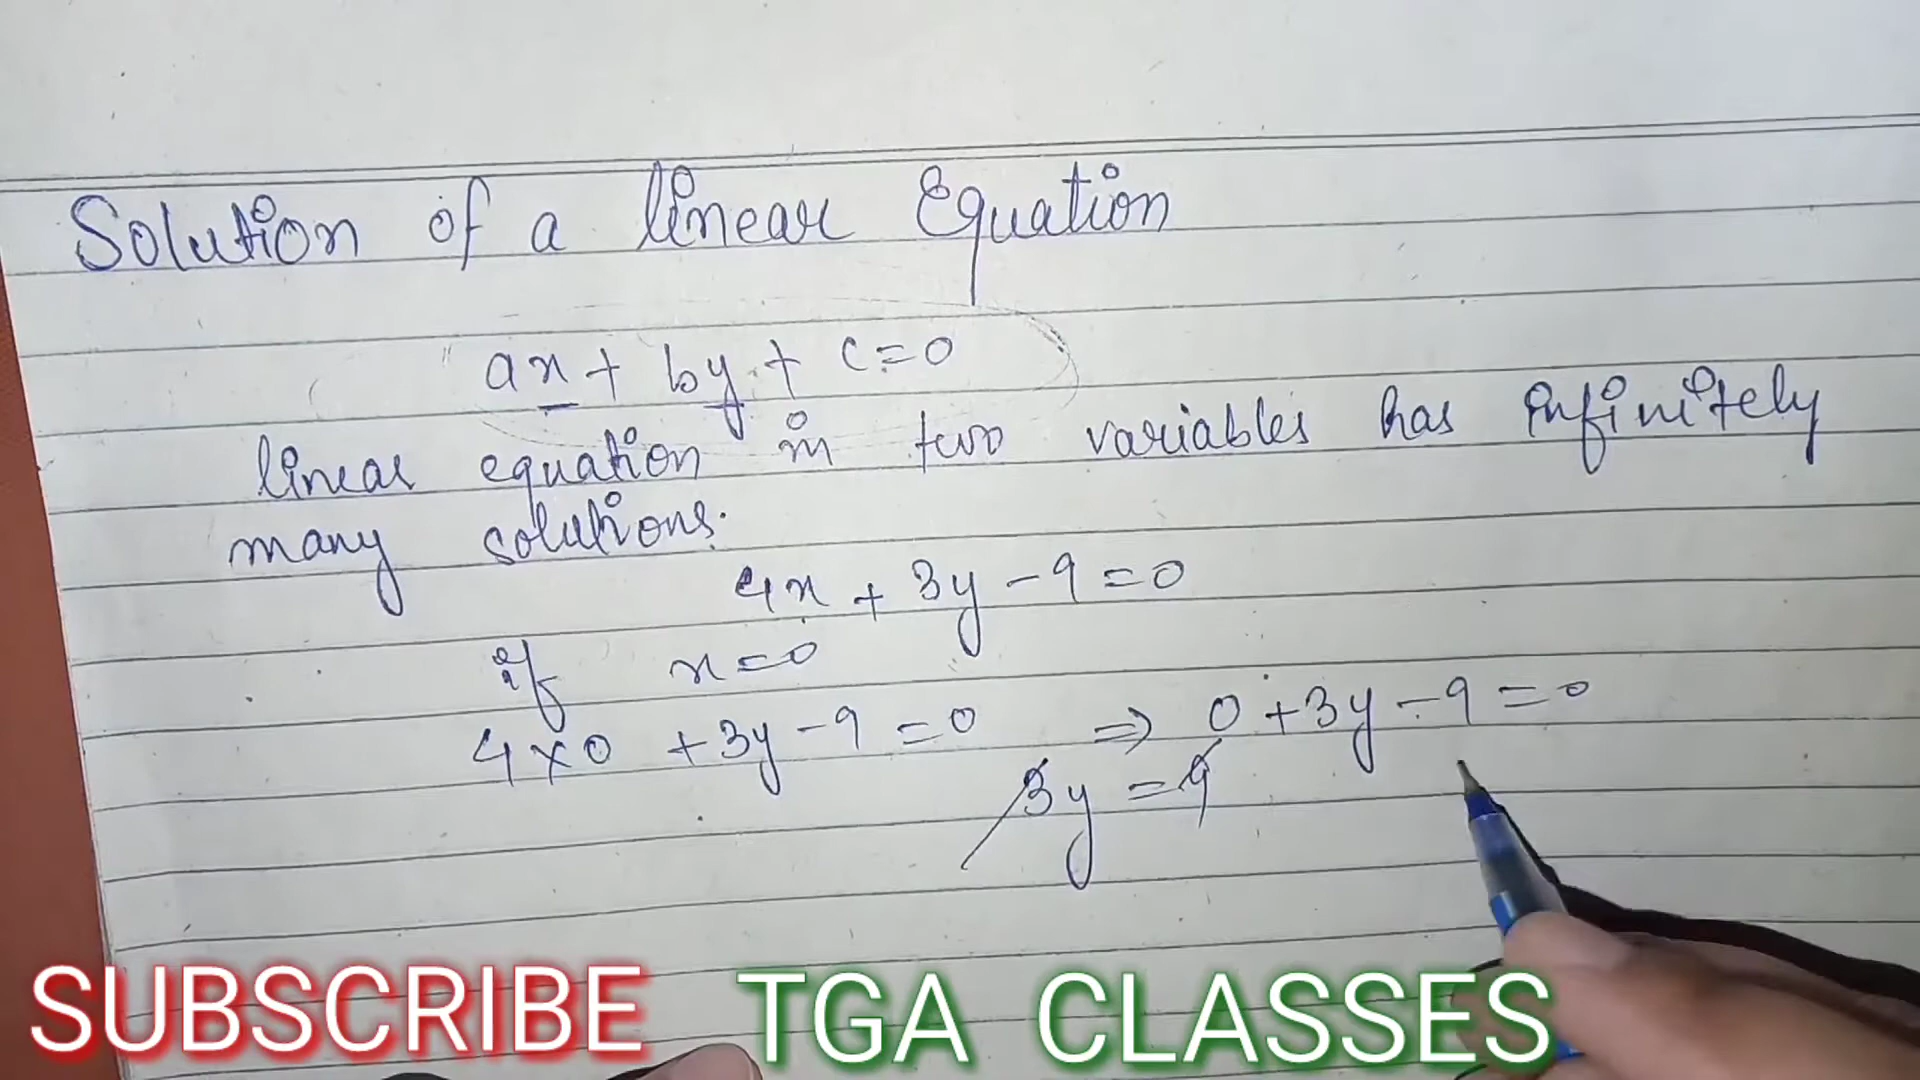 Solution of a linear Equation
ax + by + c = 0
linear equation in two variables has infinitely
many solutions.
4x + 3y - 9 = 0
if x = 0
4 × 0 + 3y - 9 = 0 ⇒ 0 + 3y - 9 = 0
3y = 9
SUBSCRIBE TGA CLASSES